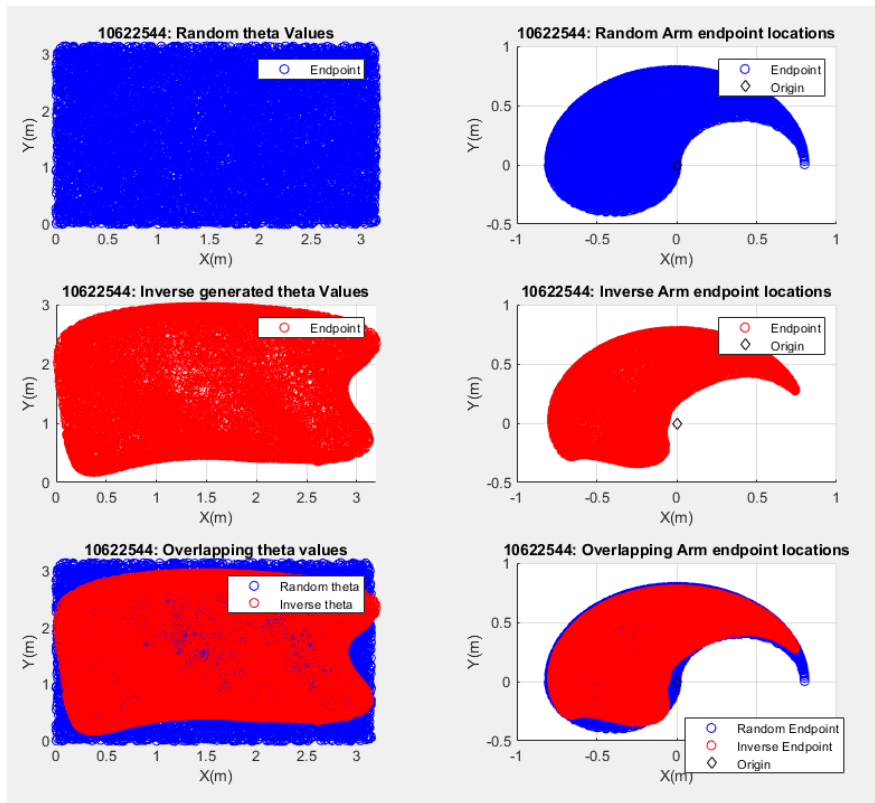 10622544: Random theta Values
Endpoint
Y(m)
3
2
1
0
0 0.5 1 1.5 2 2.5 3
X(m)
10622544: Random Arm endpoint locations
Endpoint
Origin
Y(m)
1
0.5
0
-0.5
-1 -0.5 0 0.5 1
X(m)
10622544: Inverse generated theta Values
Endpoint
Y(m)
3
2
1
0
0 0.5 1 1.5 2 2.5 3
X(m)
10622544: Inverse Arm endpoint locations
Endpoint
Origin
Y(m)
1
0.5
0
-0.5
-1 -0.5 0 0.5 1
X(m)
10622544: Overlapping theta values
Random theta
Inverse theta
Y(m)
3
2
1
0
0 0.5 1 1.5 2 2.5 3
X(m)
10622544: Overlapping Arm endpoint locations
Y(m)
1
0.5
0
-0.5
-1 -0.5 0
X(m)
Random Endpoint
Inverse Endpoint
Origin